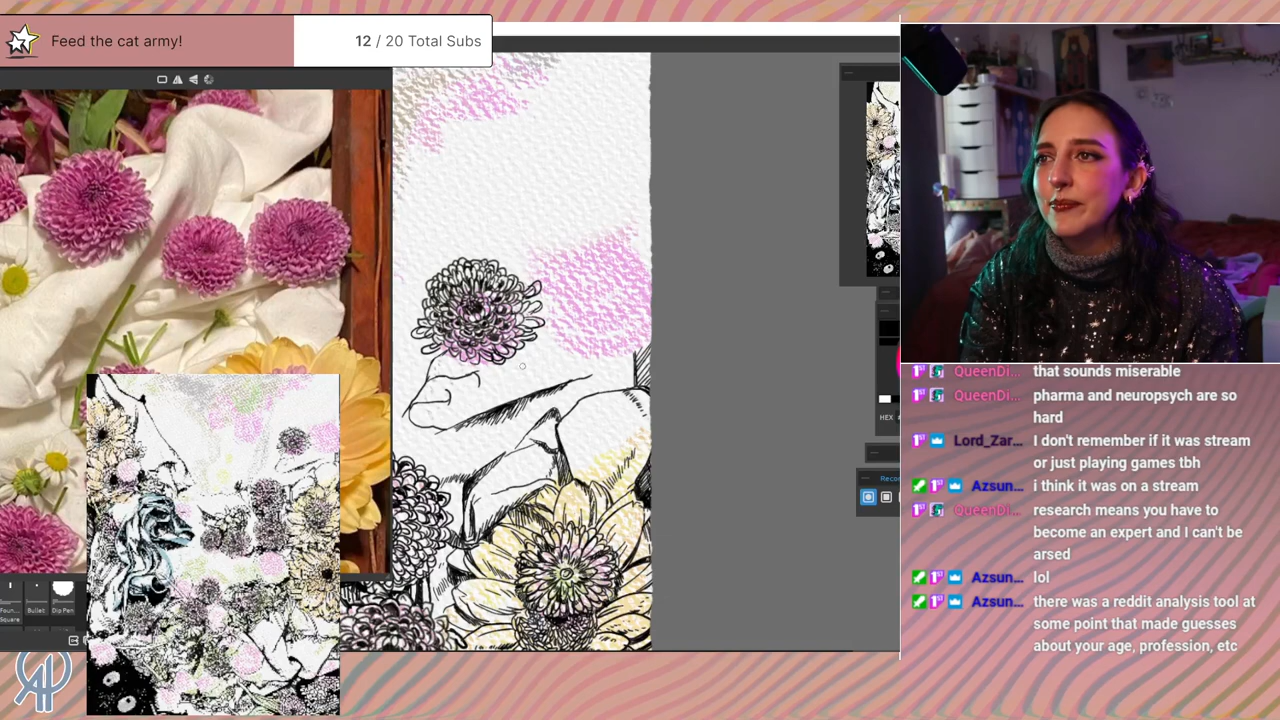 Feed the cat army!
12 / 20 Total Subs
QueenDi... that sounds miserable
QueenDi... pharma and neuropsych are so
hard
Lord_Zar... I don't remember if it was stream
or just playing games tbh
Azsun... i think it was on a stream
QueenDi... research means you have to
become an expert and I can't be
arsed
Azsun... lol
Azsun... there was a reddit analysis tool at
some point that made guesses
about your age, profession, etc
HEX
Recor
Foun... Bullet Dip Pen
Square